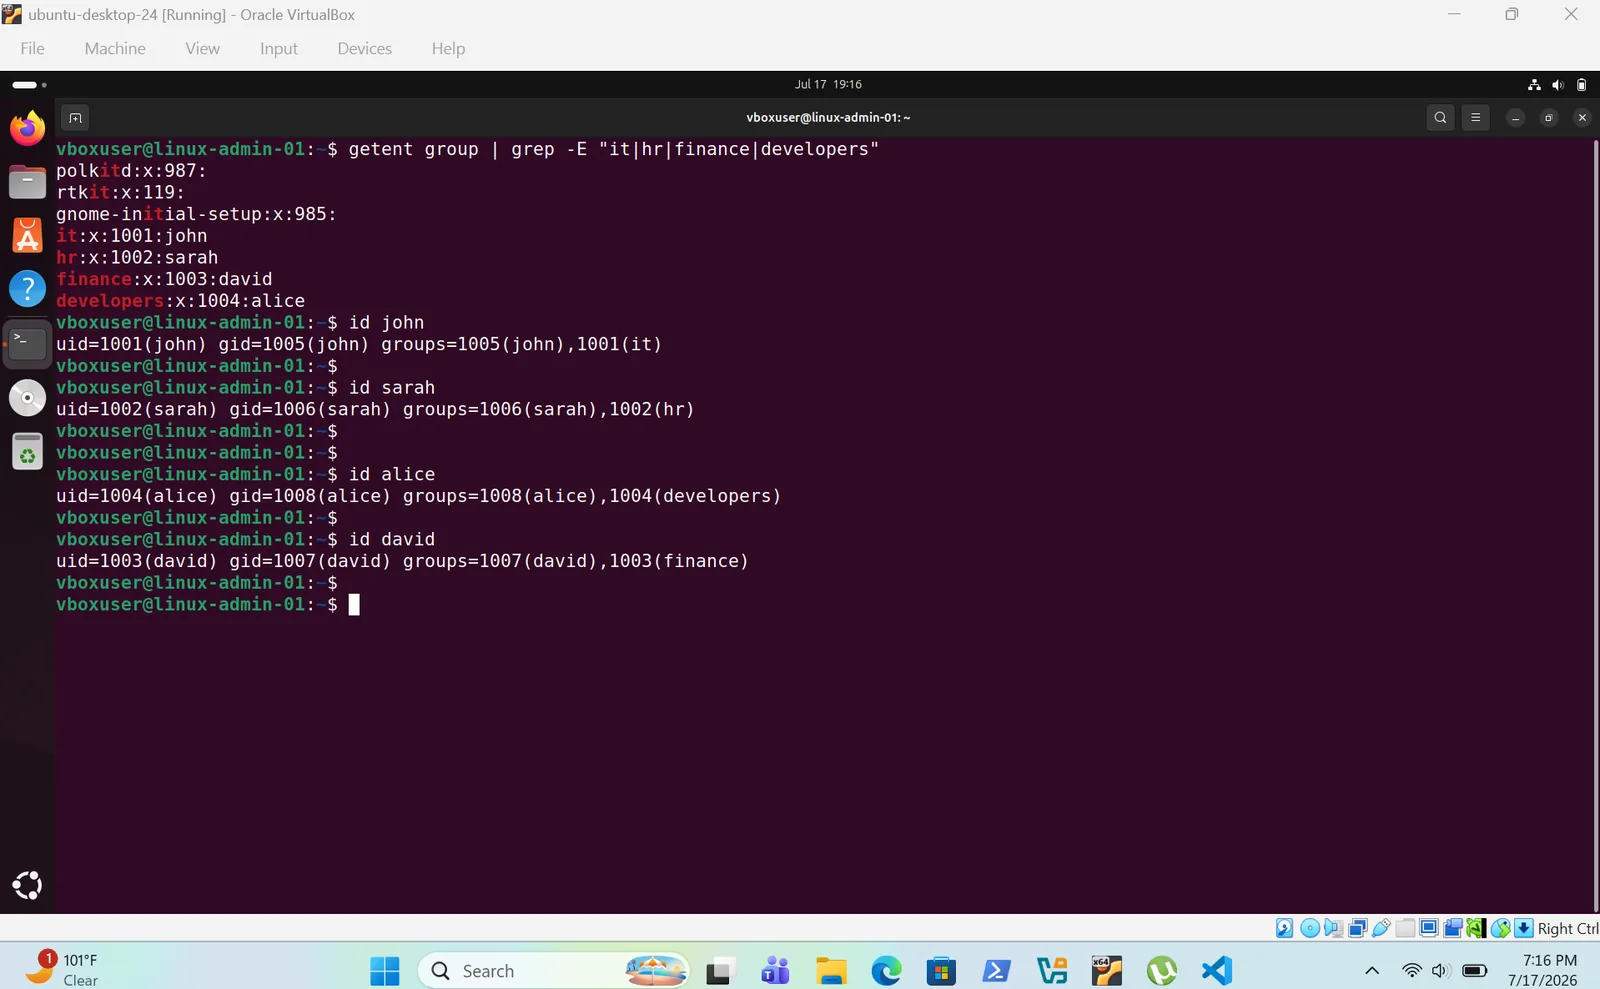 ubuntu-desktop-24 [Running] - Oracle VirtualBox
File Machine View Input Devices Help
Jul 17 19:16
vboxuser@linux-admin-01: ~
vboxuser@linux-admin-01:~$ getent group | grep -E "it|hr|finance|developers"
polkitd:x:987:
rtkit:x:119:
gnome-initial-setup:x:985:
it:x:1001:john
hr:x:1002:sarah
finance:x:1003:david
developers:x:1004:alice
vboxuser@linux-admin-01:~$ id john
uid=1001(john) gid=1005(john) groups=1005(john),1001(it)
vboxuser@linux-admin-01:~$
vboxuser@linux-admin-01:~$ id sarah
uid=1002(sarah) gid=1006(sarah) groups=1006(sarah),1002(hr)
vboxuser@linux-admin-01:~$
vboxuser@linux-admin-01:~$
vboxuser@linux-admin-01:~$ id alice
uid=1004(alice) gid=1008(alice) groups=1008(alice),1004(developers)
vboxuser@linux-admin-01:~$
vboxuser@linux-admin-01:~$ id david
uid=1003(david) gid=1007(david) groups=1007(david),1003(finance)
vboxuser@linux-admin-01:~$
vboxuser@linux-admin-01:~$
Right Ctrl
1
101°F
Clear
Search
x64
7:16 PM
7/17/2026